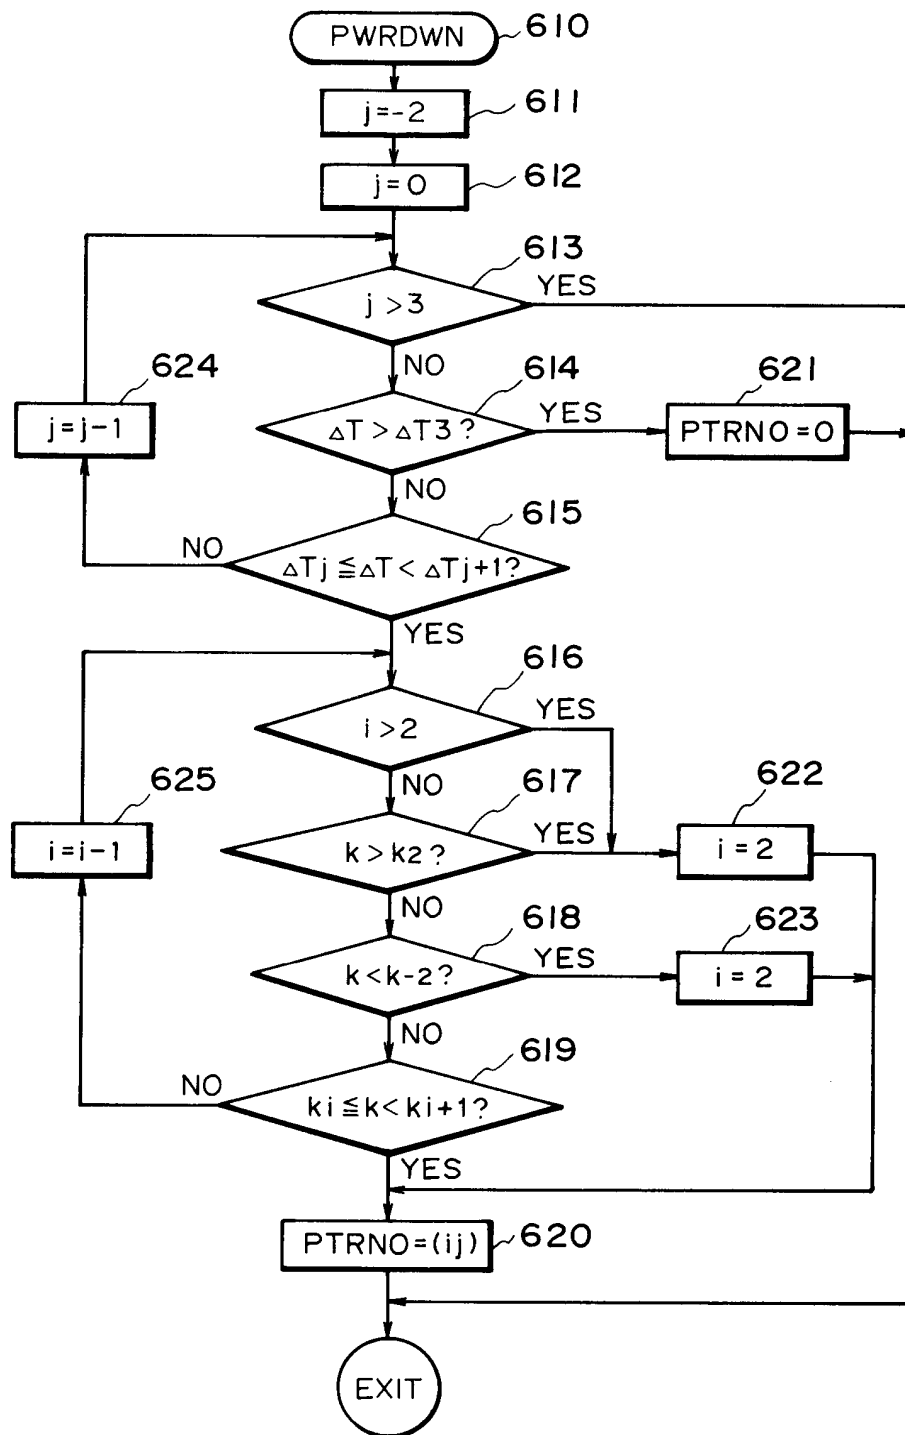 PWRDWN
610
j=-2
611
j=0
612
613
j>3
YES
NO
624
j=j-1
614
ΔT>ΔT3?
YES
621
PTRNO=0
NO
615
ΔTj≦ΔT<ΔTj+1?
NO
YES
616
i>2
YES
NO
625
i=i-1
617
k>k2?
YES
622
i=2
NO
618
k<k-2?
YES
623
i=2
NO
619
ki≦k<ki+1?
NO
YES
PTRNO=(ij)
620
EXIT